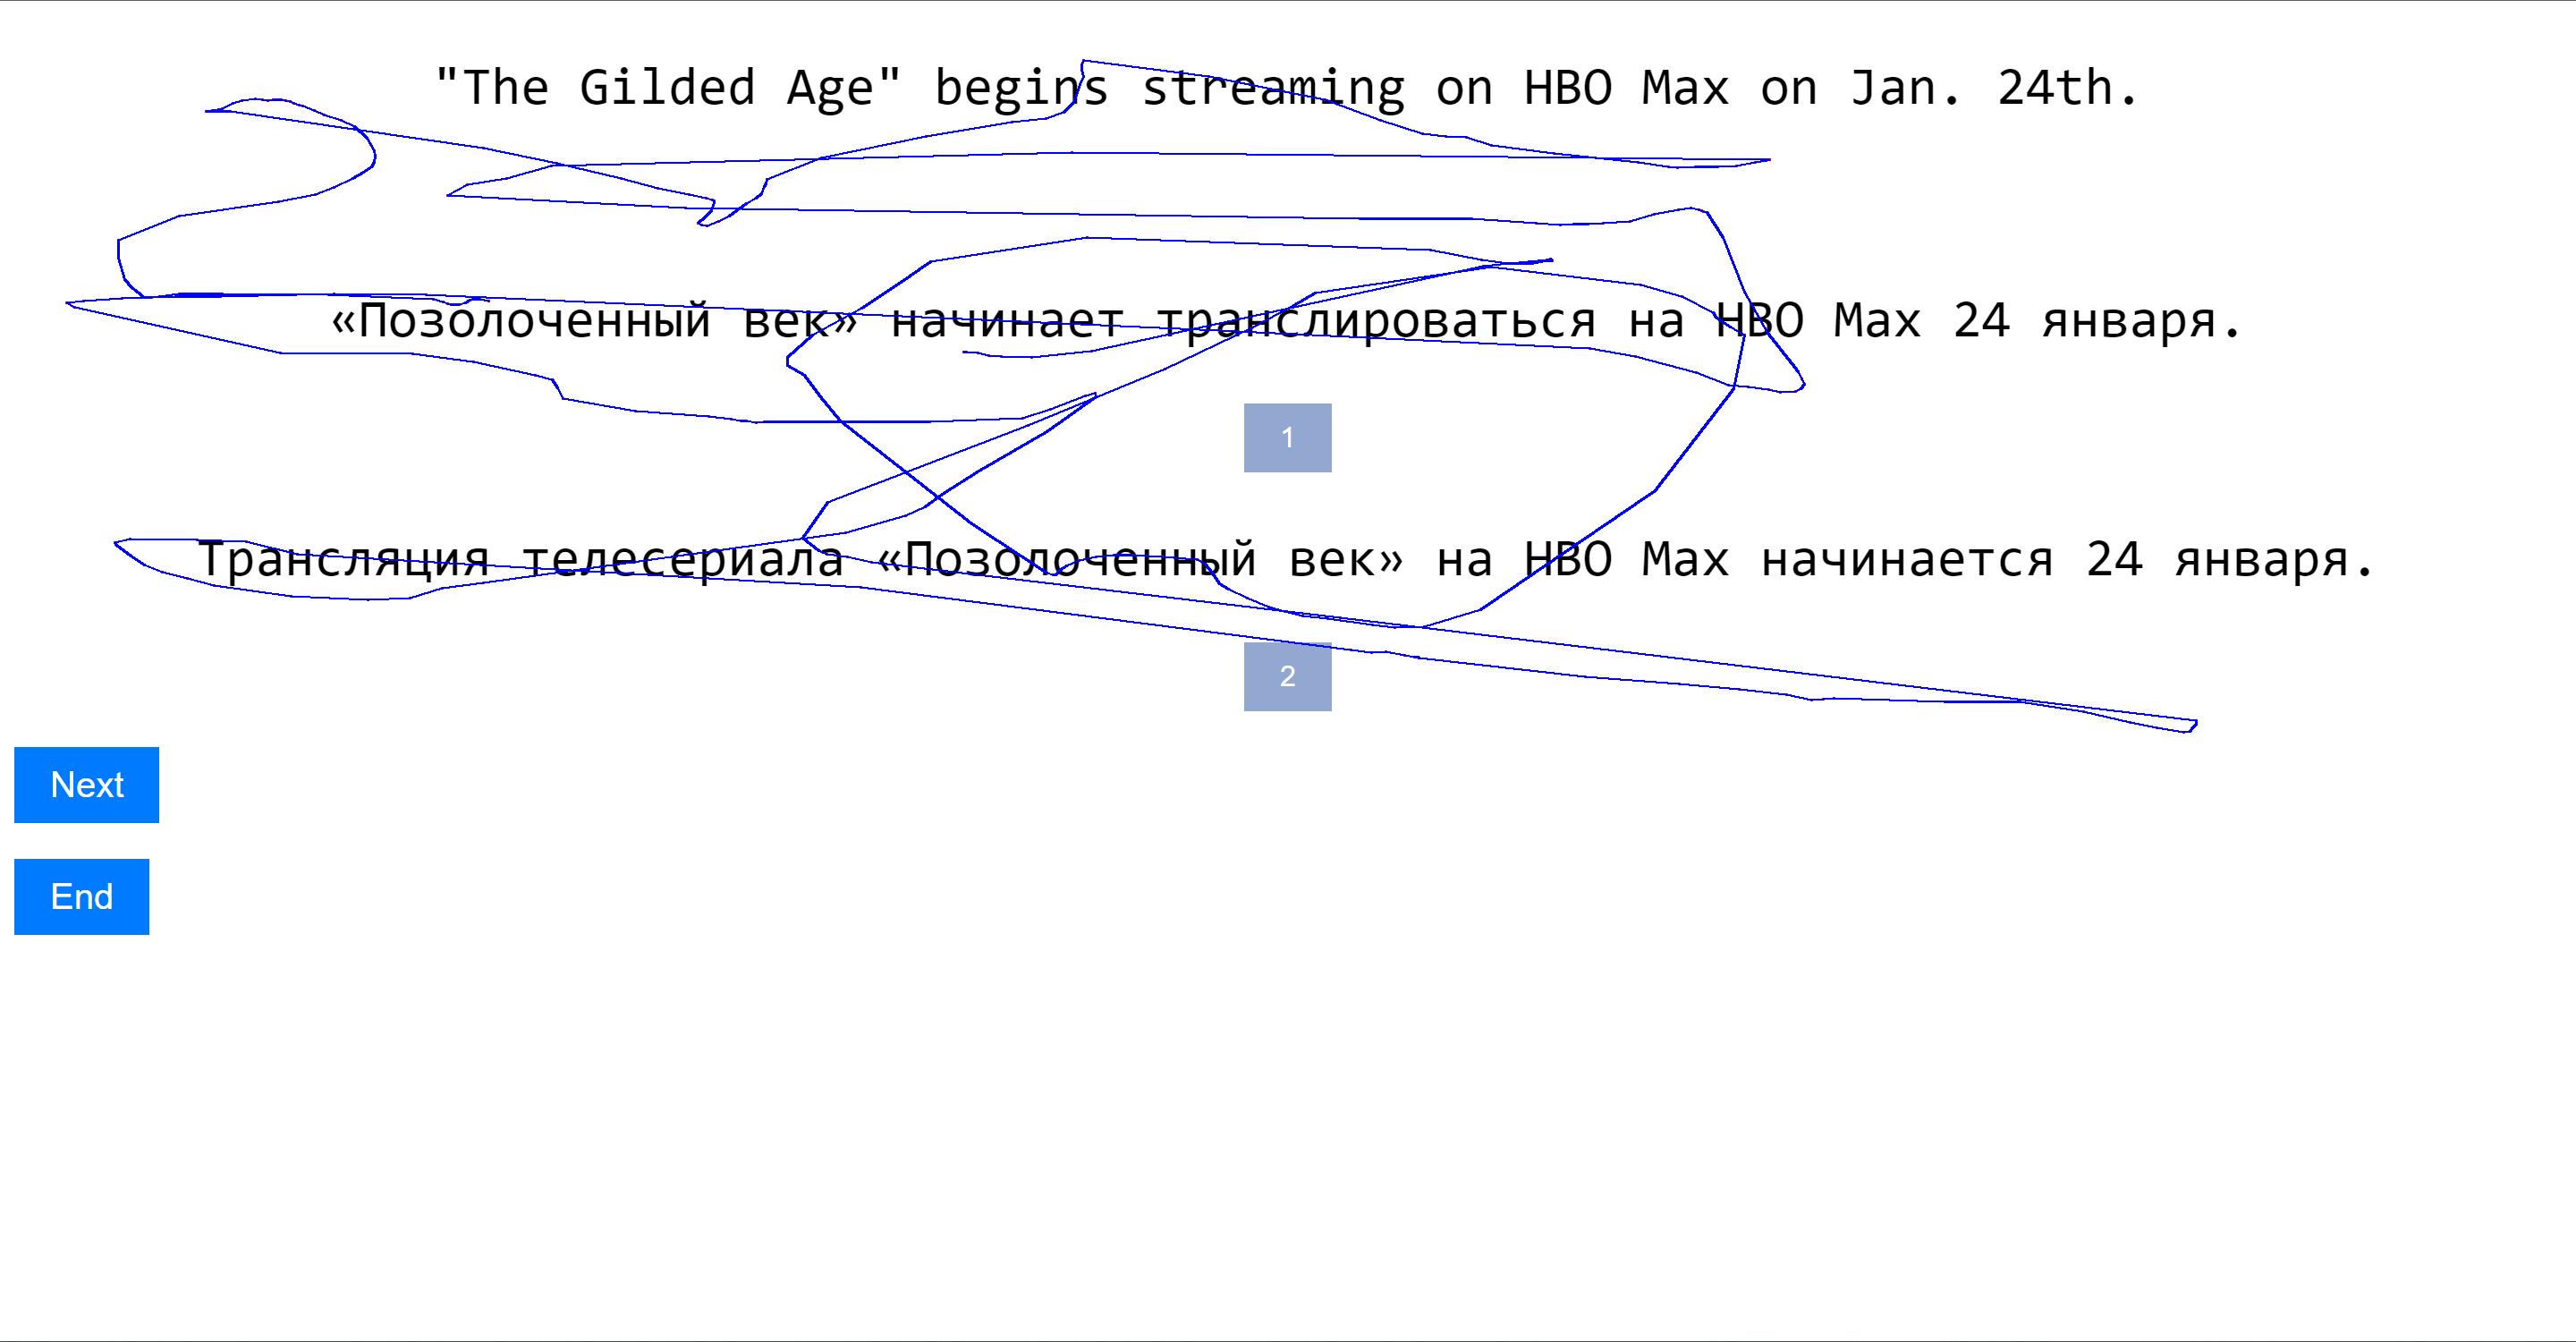 "The Gilded Age" begins streaming on HBO Max on Jan. 24th.
«Позолоченный век» начинает транслироваться на HBO Max 24 января.
1
Трансляция телесериала «Позолоченный век» на HBO Max начинается 24 января.
2
Next
End